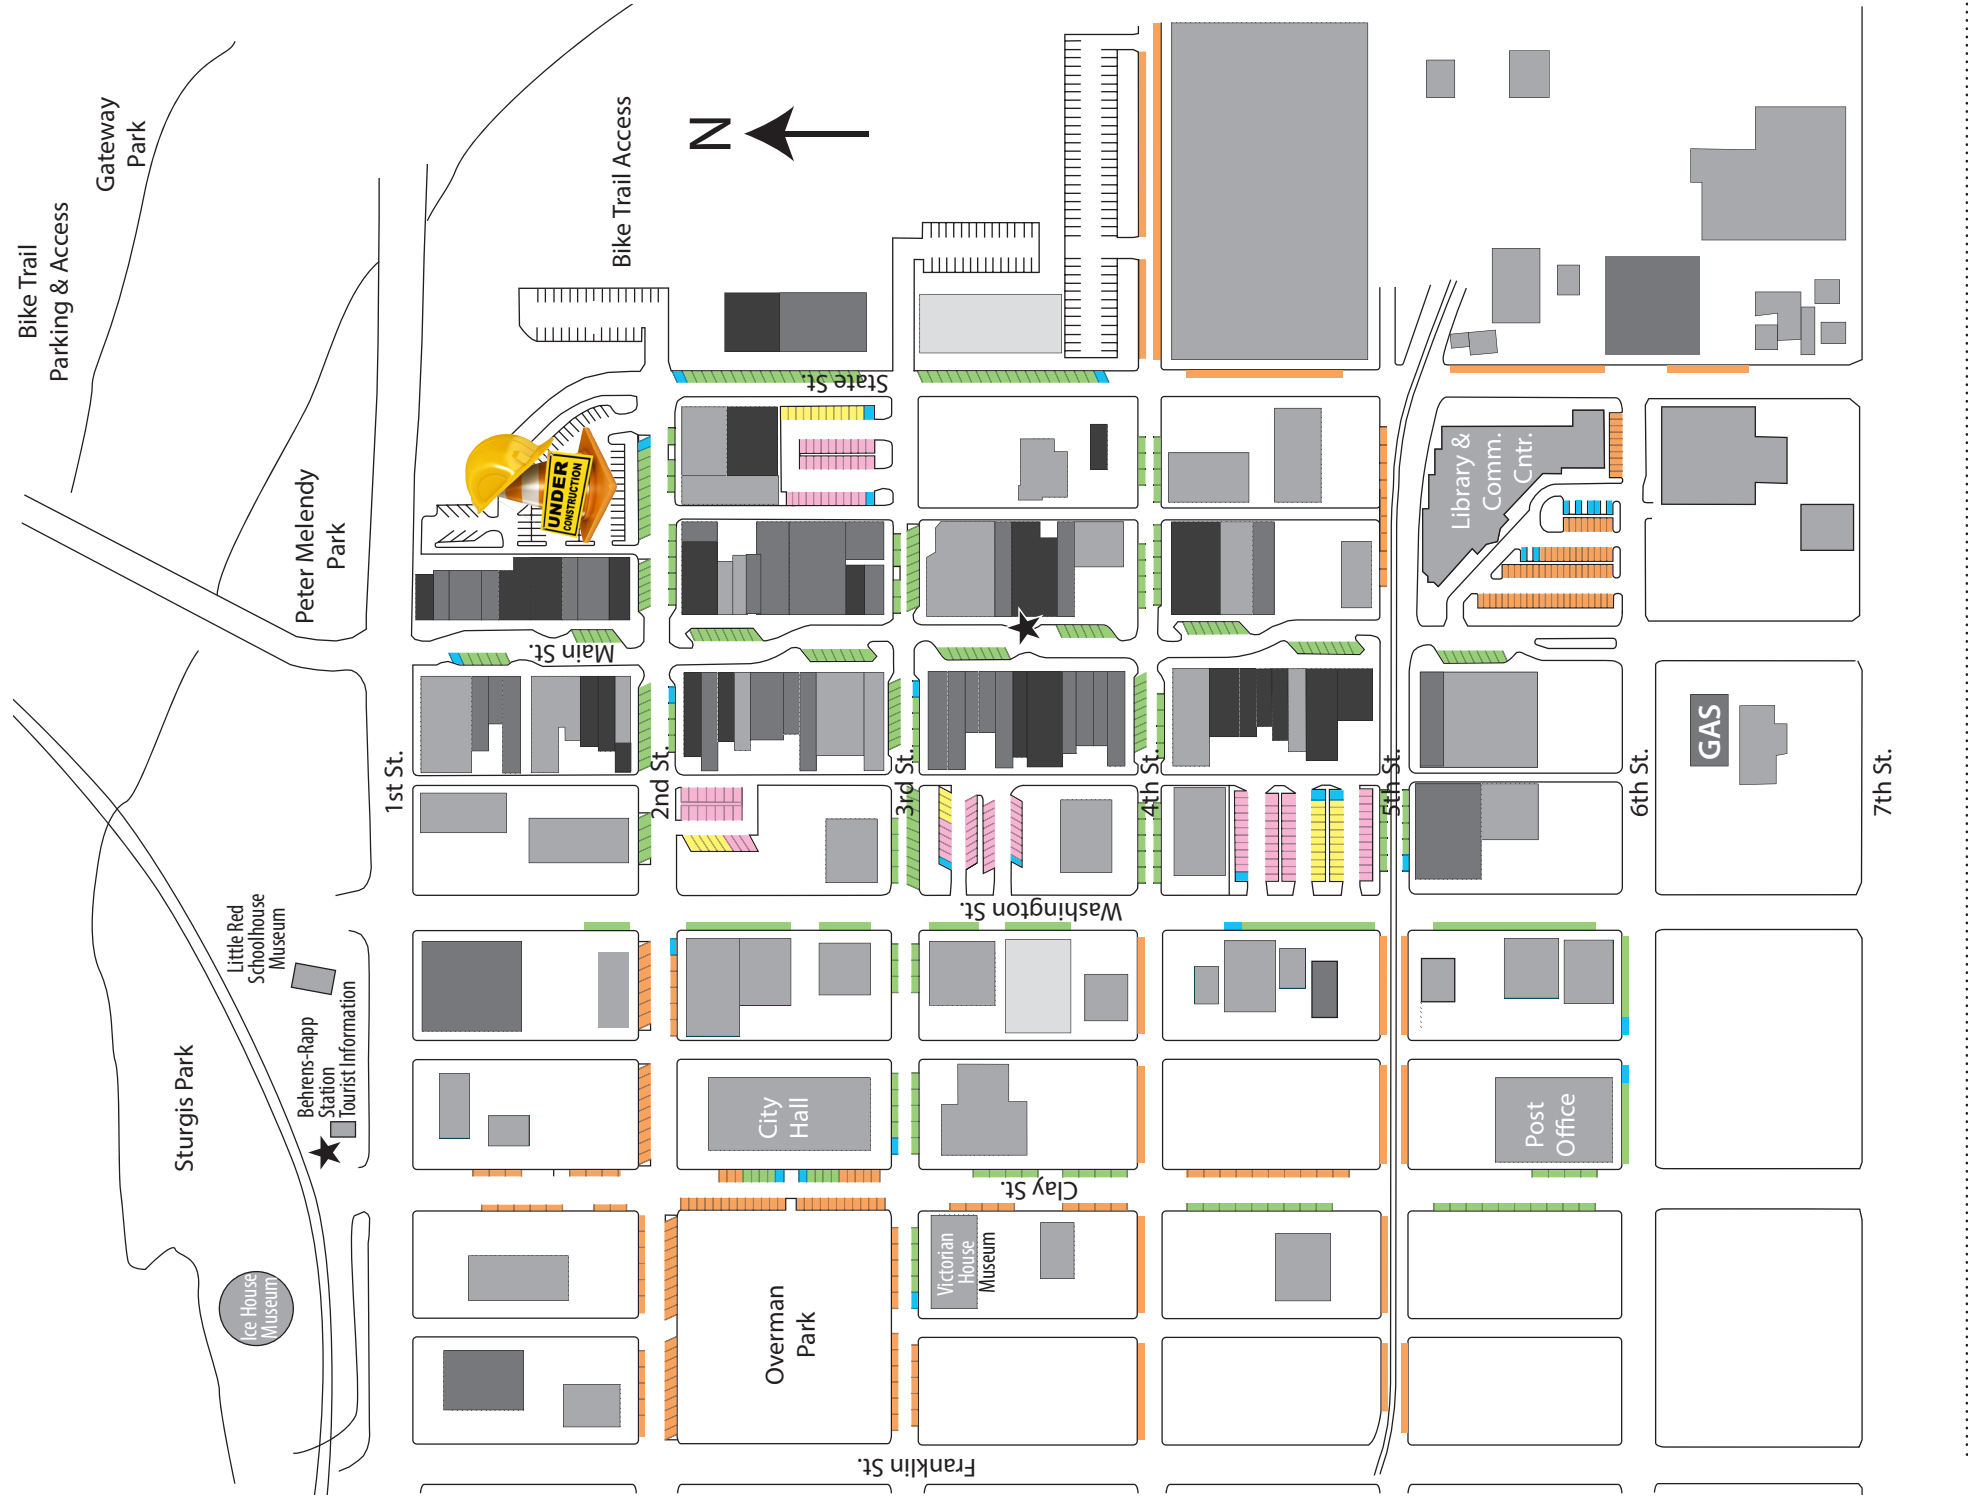 Bike Trail
Parking & Access
Gateway
Park
Bike Trail Access
N
Peter Melendy
Park
UNDER
CONSTRUCTION
State St.
Library &
Comm.
Cntr.
Main St.
GAS
1st St.
2nd St.
3rd St.
4th St.
5th St.
6th St.
7th St.
Washington St.
Little Red
Schoolhouse
Museum
Behrens-Rapp
Station
Tourist Information
Sturgis Park
City
Hall
Post
Office
Clay St.
Ice House
Museum
Victorian
House
Museum
Overman
Park
Franklin St.